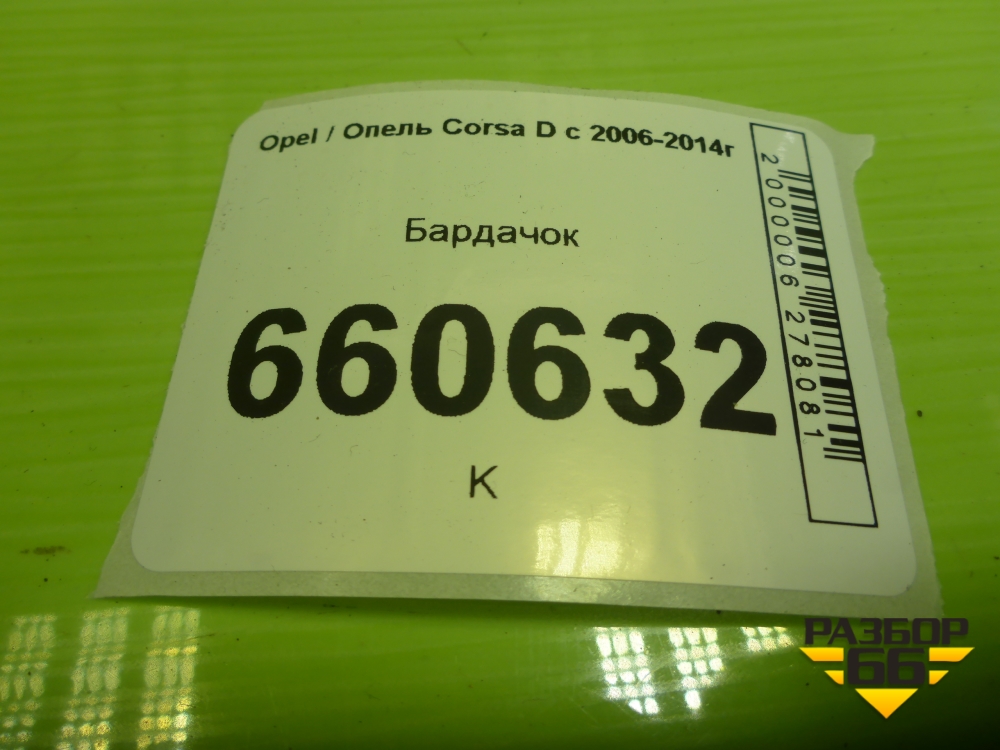 Opel / Опель Corsa D с 2006-2014г
Бардачок
660632
К
2000006278081
РАЗБОР
66